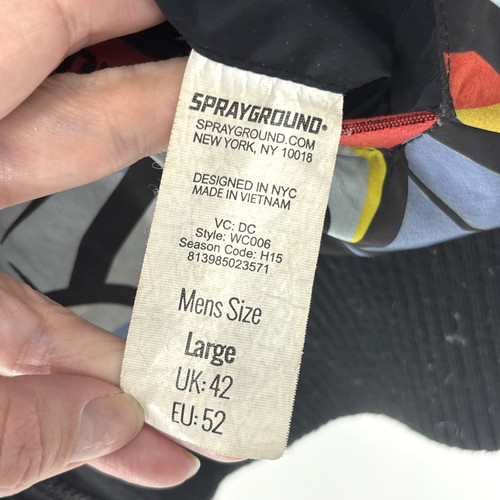 SPRAYGROUND®
SPRAYGROUND.COM
NEW YORK, NY 10018
DESIGNED IN NYC
MADE IN VIETNAM
VC: DC
Style: WC006
Season Code: H15
813985023571
Mens Size
Large
UK: 42
EU: 52